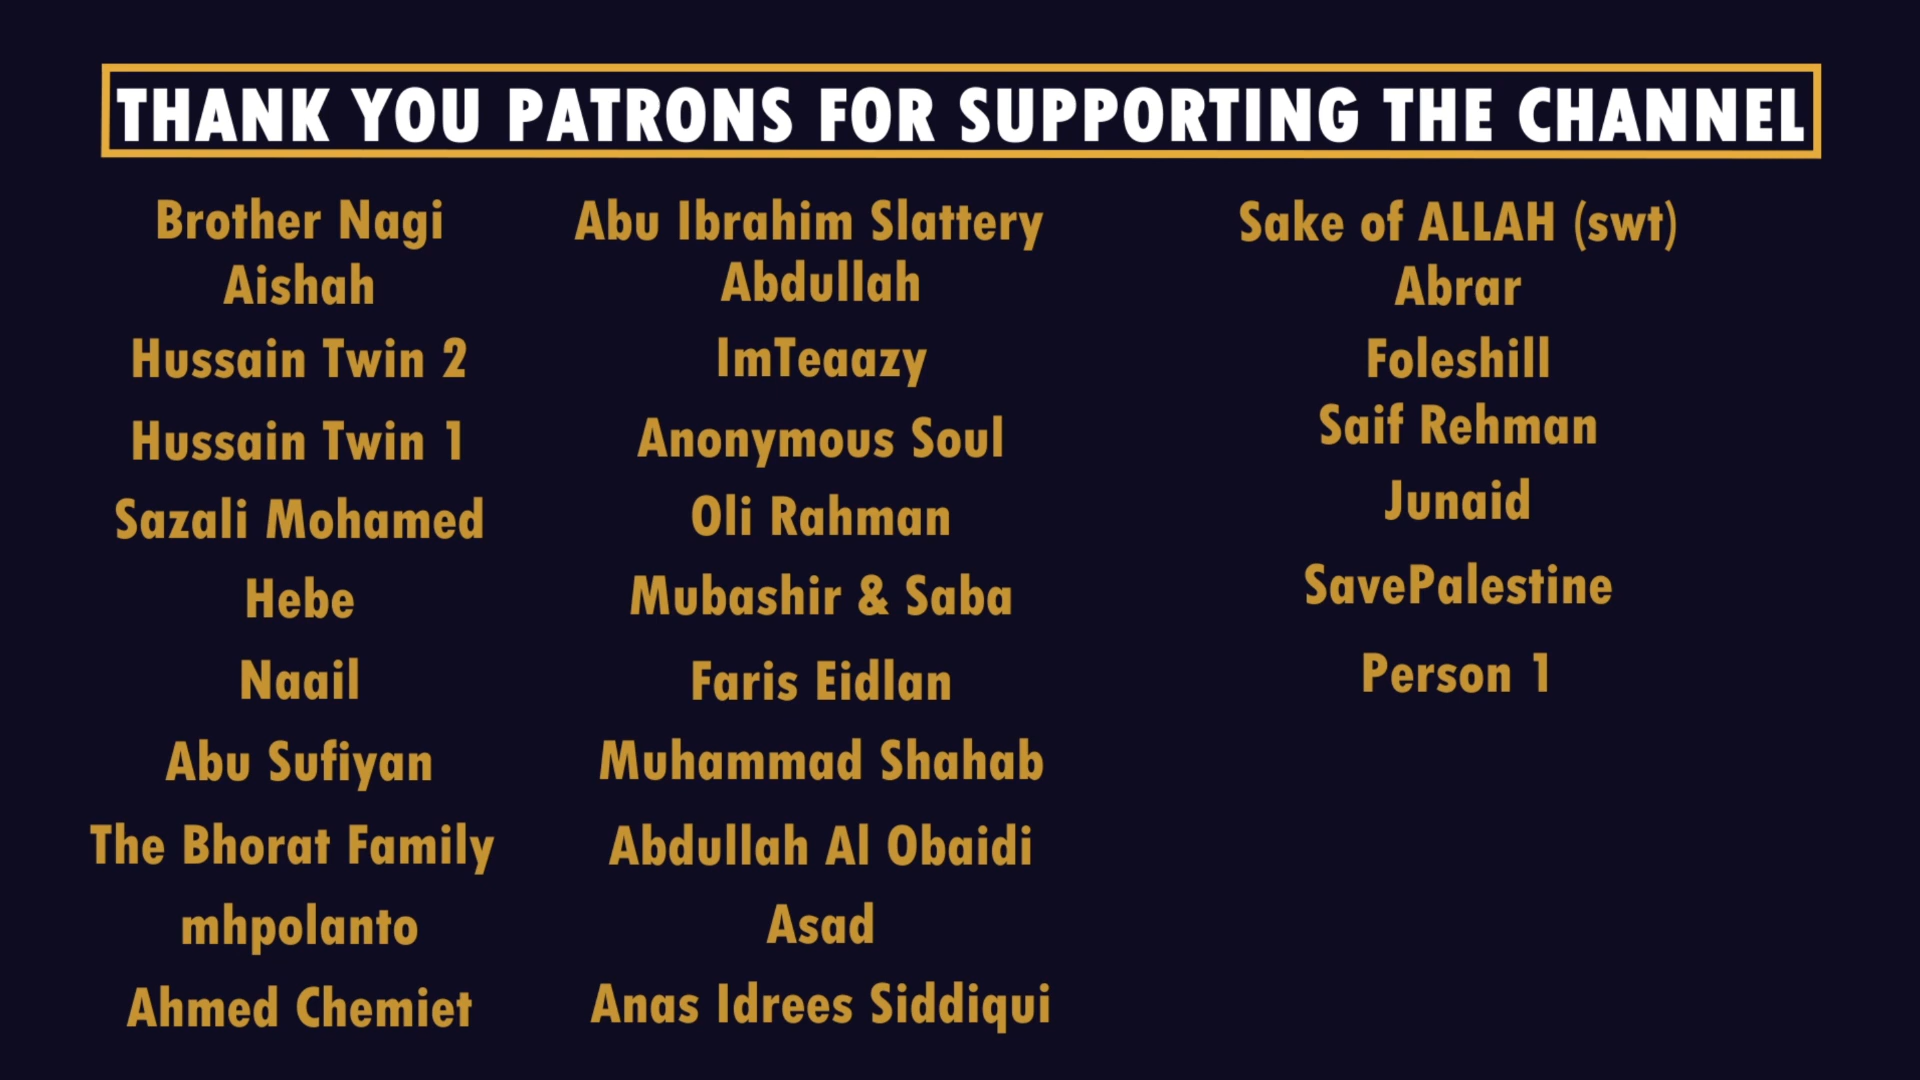 THANK YOU PATRONS FOR SUPPORTING THE CHANNEL
Brother Nagi
Aishah
Hussain Twin 2
Hussain Twin 1
Sazali Mohamed
Hebe
Naail
Abu Sufiyan
The Bhorat Family
mhpolanto
Ahmed Chemiet
Abu Ibrahim Slattery
Abdullah
ImTeaazy
Anonymous Soul
Oli Rahman
Mubashir & Saba
Faris Eidlan
Muhammad Shahab
Abdullah Al Obaidi
Asad
Anas Idrees Siddiqui
Sake of ALLAH (swt)
Abrar
Foleshill
Saif Rehman
Junaid
SavePalestine
Person 1